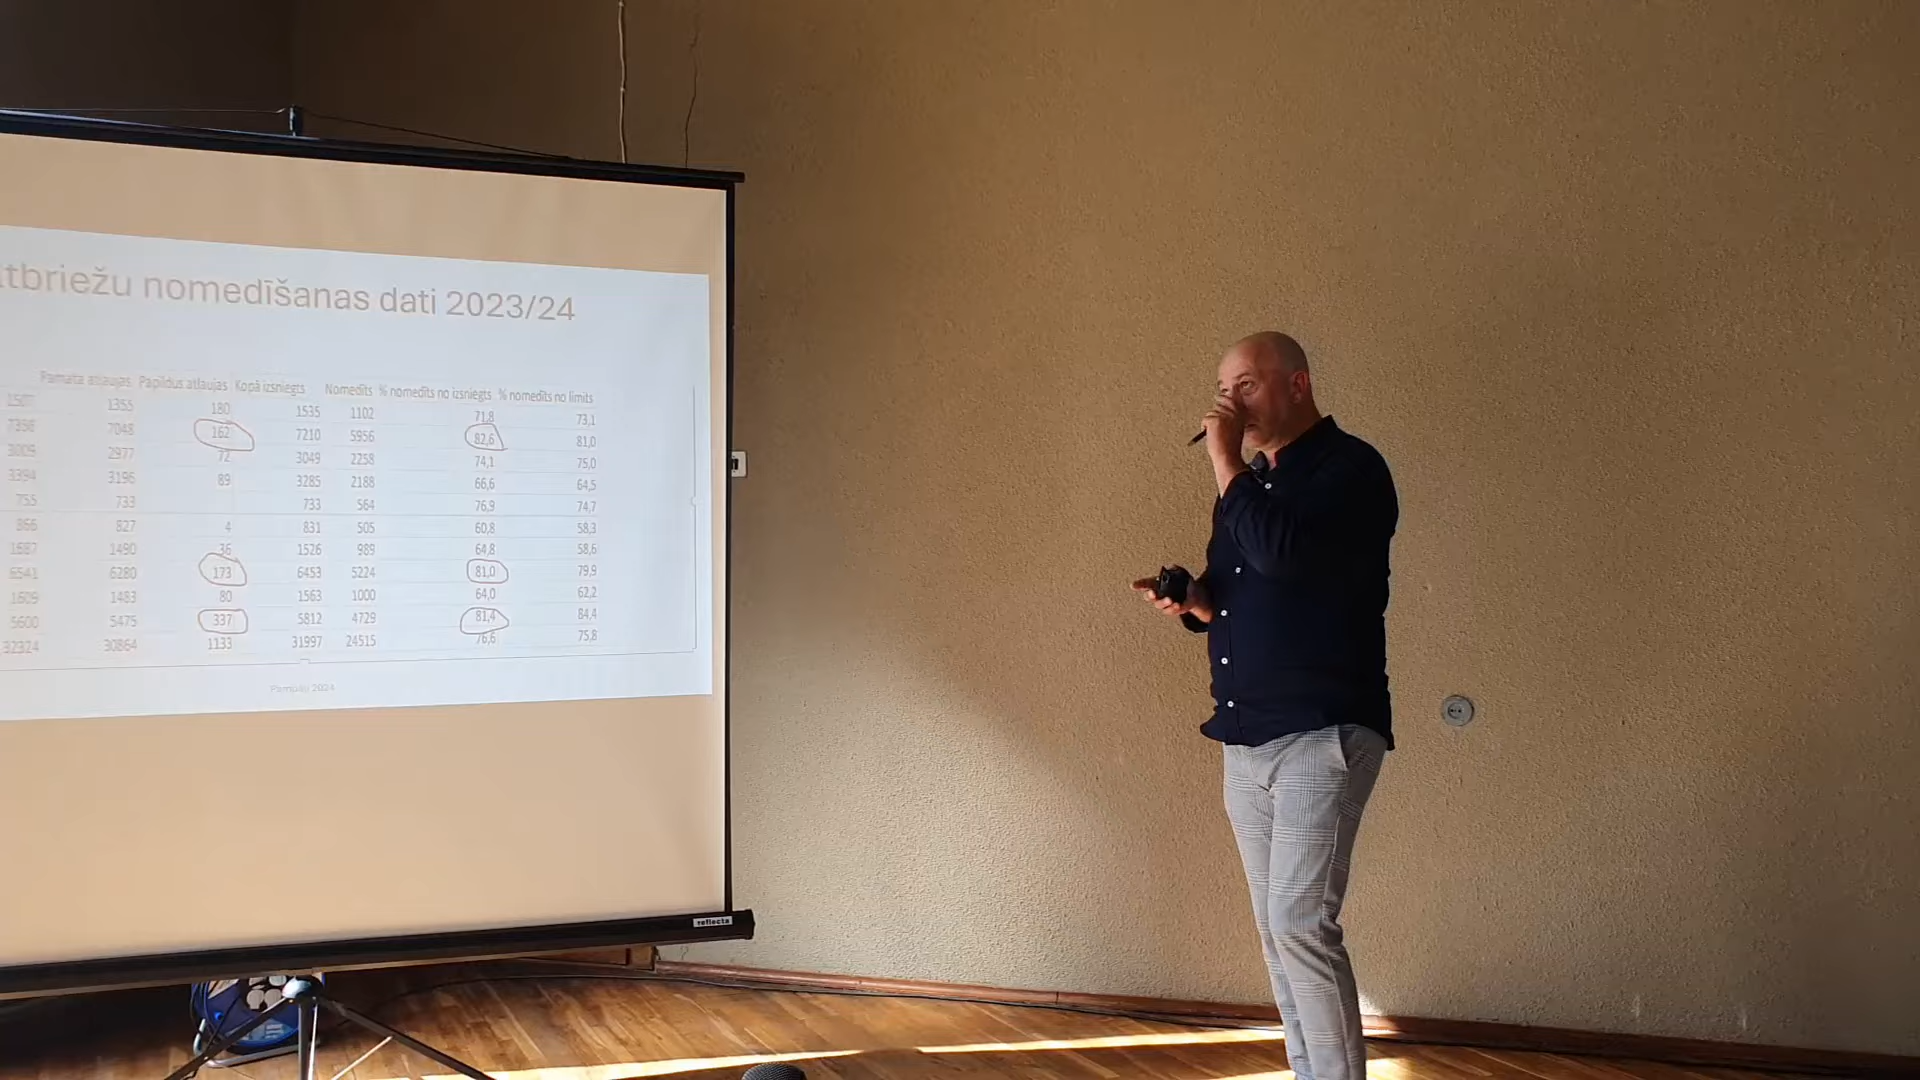 tbriežu nomedīšanas dati 2023/24
Pamata atļaujas Papildus atļaujas Kopā izsniegts Nomedīts % nomedīts no izsniegts % nomedīts no limits
1507 1355 180 1535 1102 71,8 73,1
7356 7048 162 7210 5956 82,6 81,0
3009 2977 72 3049 2258 74,1 75,0
3394 3196 89 3285 2188 66,6 64,5
755 733 733 564 76,9 74,7
866 827 4 831 505 60,8 58,3
1687 1490 36 1526 989 64,8 58,6
6541 6280 173 6453 5224 81,0 79,9
1609 1483 80 1563 1000 64,0 62,2
5600 5475 337 5812 4729 81,4 84,4
32324 30864 1133 31997 24515 76,6 75,8
Pampāļi 2024
reflecta